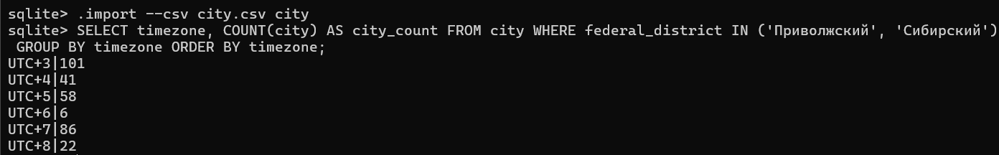 sqlite> .import --csv city.csv city
sqlite> SELECT timezone, COUNT(city) AS city_count FROM city WHERE federal_district IN ('Приволжский', 'Сибирский')
GROUP BY timezone ORDER BY timezone;
UTC+3|101
UTC+4|41
UTC+5|58
UTC+6|6
UTC+7|86
UTC+8|22